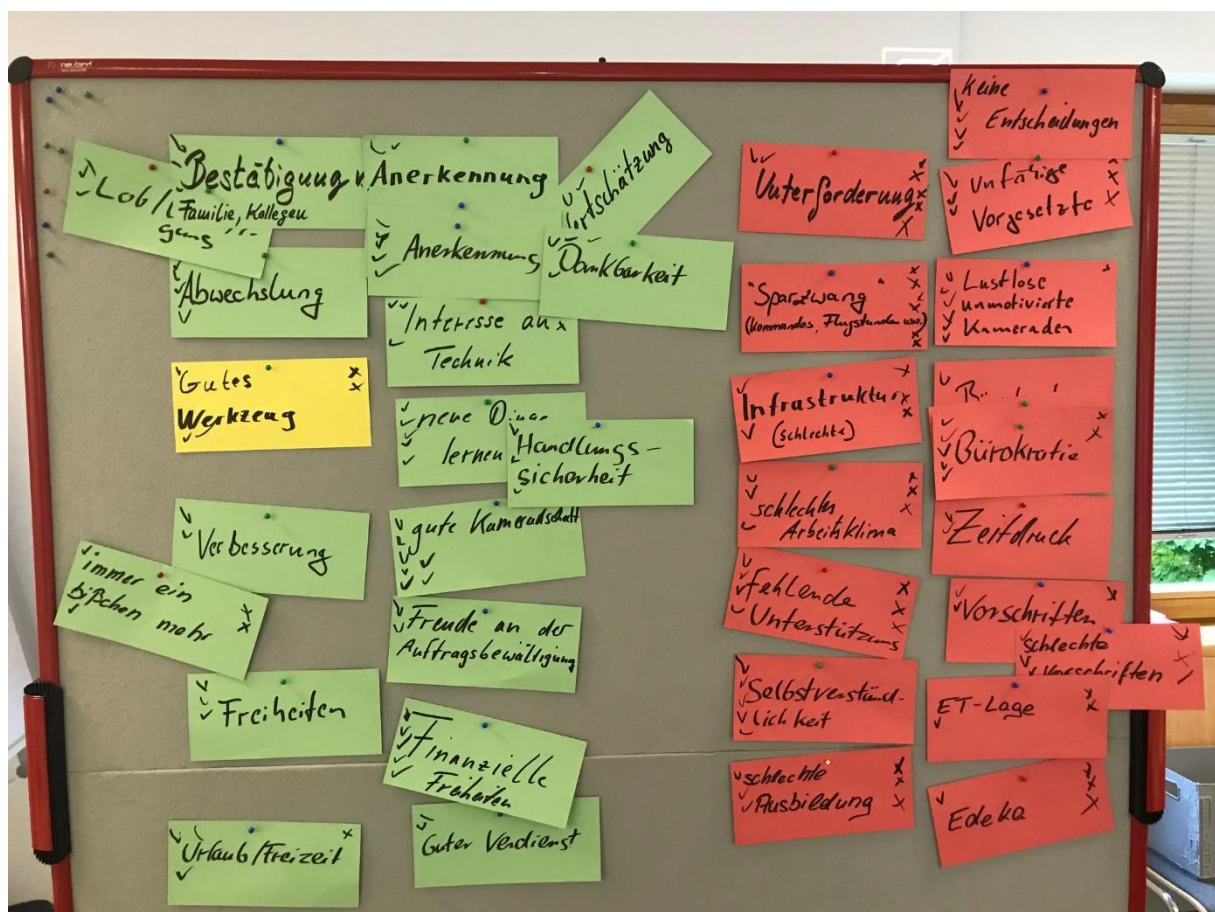 neuland
Lob/
Bestätigung
Familie, Kollegen
Anerkennung
Anerkennung
Dankbarkeit
Abwechslung
Interesse an
Technik
Gutes
Werkzeug
neue
lernen
Handlungs-
sicherheit
Verbesserung
gute Kameradschaft
immer ein
bißchen mehr
Freude an der
Auftragsbewältigung
Freiheiten
Finanzielle
Friheiten
Urlaub/Freizeit
Guter Verdienst
Unterforderung
"Sparzwang"
(Kommandos, Flugstunden usw.)
Infrastruktur
(schlechte)
schlechtes
Arbeitsklima
Fehlende
Unterstützung
Selbstverständ-
lichkeit
schlechte
Ausbildung
Keine
Entscheidungen
Unfähige
Vorgesetzte
Lustlose
unmotivierte
Kameraden
Bürokratie
Zeitdruck
Vorschriften
schlechte
Vorschriften
ET-Lage
Edeka